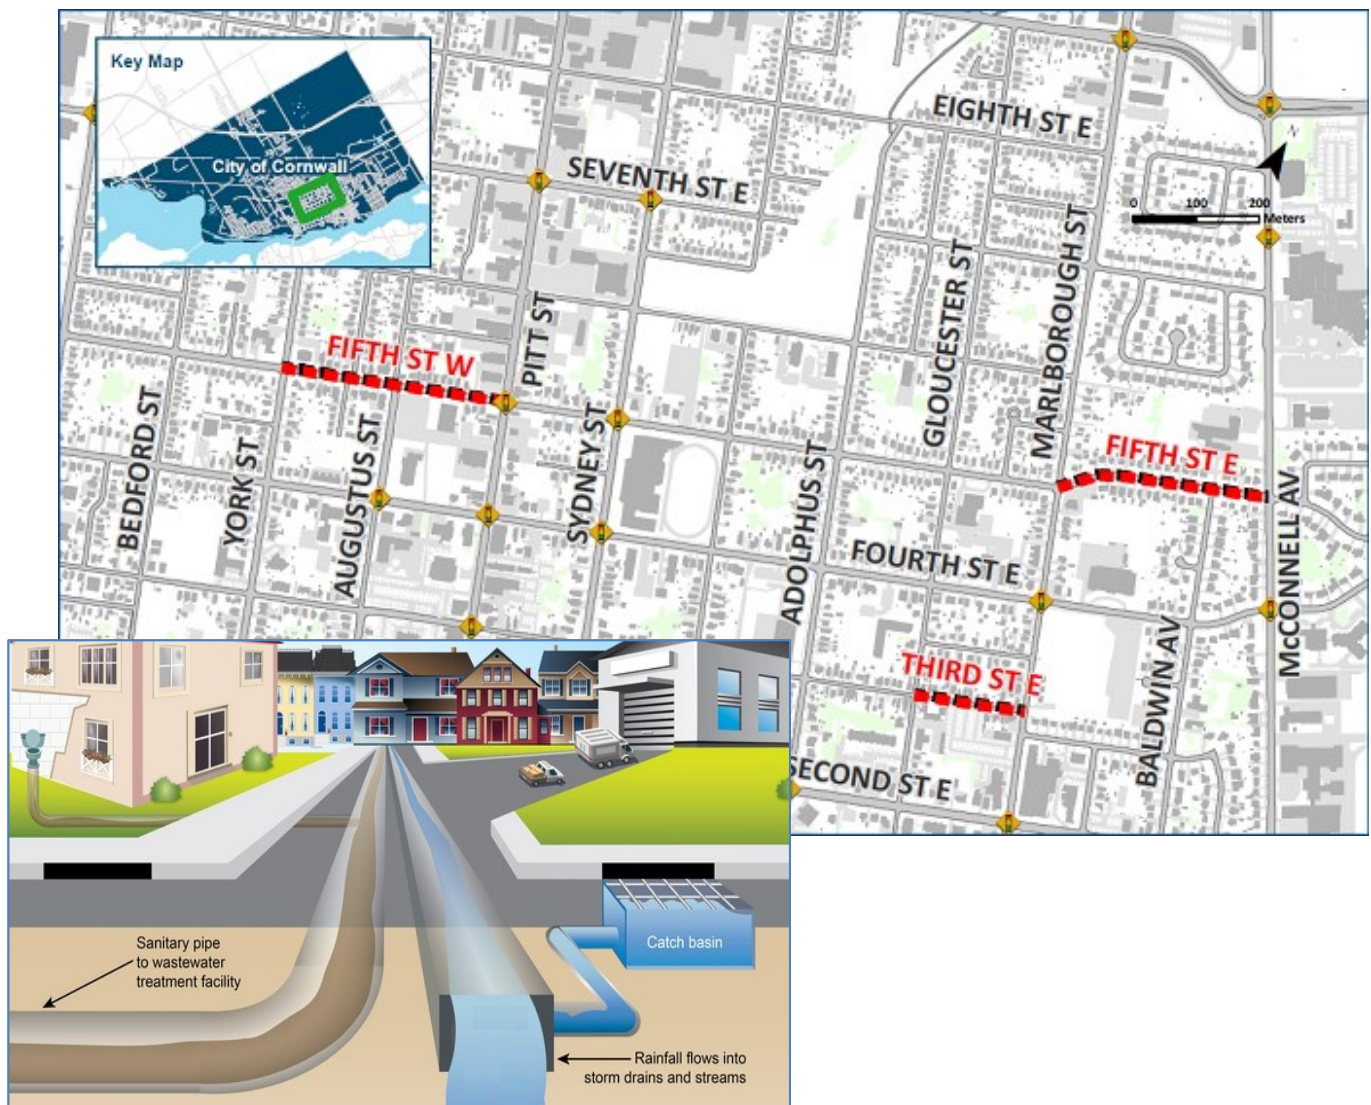 Key Map
City of Cornwall
EIGHTH ST E
N
SEVENTH ST E
0 100 200
Meters
MARLBOROUGH ST
GLOUCESTER ST
PITT ST
FIFTH ST W
BEDFORD ST
YORK ST
AUGUSTUS ST
SYDNEY ST
ADOLPHUS ST
FIFTH ST E
McCONNELL AV
FOURTH ST E
BALDWIN AV
THIRD ST E
SECOND ST E
Sanitary pipe
to wastewater
treatment facility
Catch basin
Rainfall flows into
storm drains and streams